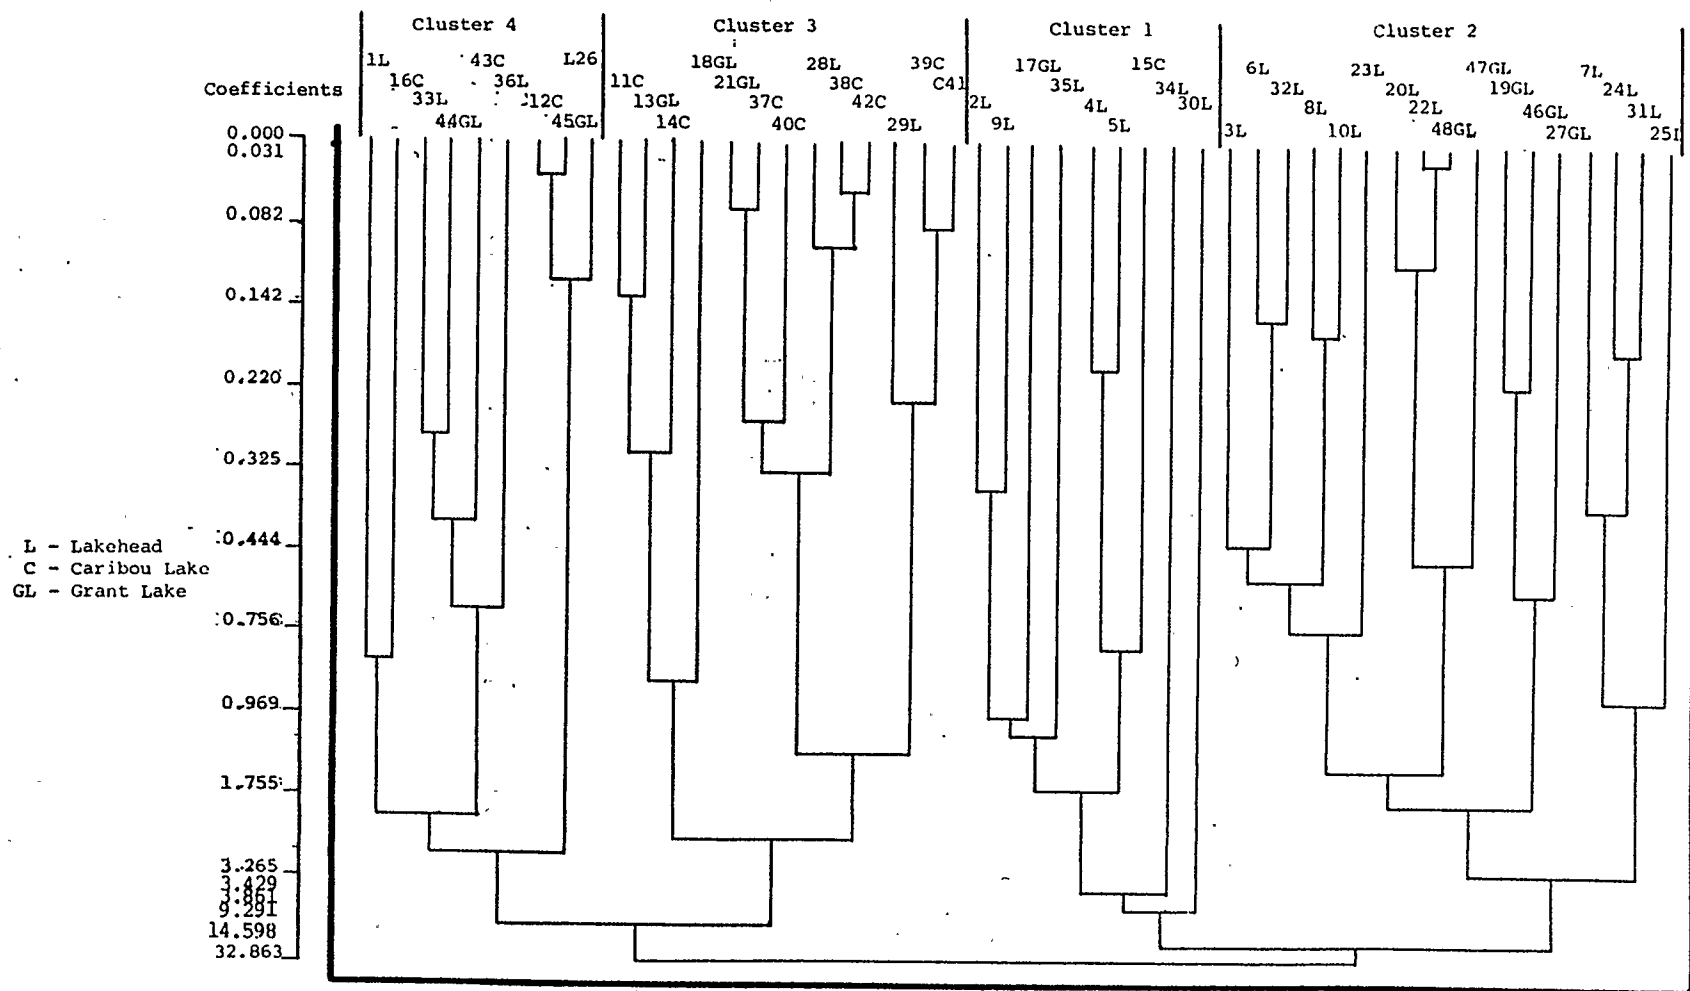 Cluster 4 Cluster 3 Cluster 1 Cluster 2
1L 43C L26 18GL 28L 39C 17GL 15C 6L 23L 47GL 7L
16C 36L 11C 21GL 38C C41 35L 34L 32L 20L 19GL 24L
Coefficients
33L 12C 13GL 37C 42C 2L 4L 30L 8L 22L 46GL 31L
44GL 45GL 14C 40C 29L 9L 5L 3L 10L 48GL 27GL 25L
0.000
0.031
0.082
0.142
0.220
0.325
0.444
L - Lakehead
C - Caribou Lake
GL - Grant Lake
0.756
0.969
1.755
3.265
3.429
3.861
9.291
14.598
32.863